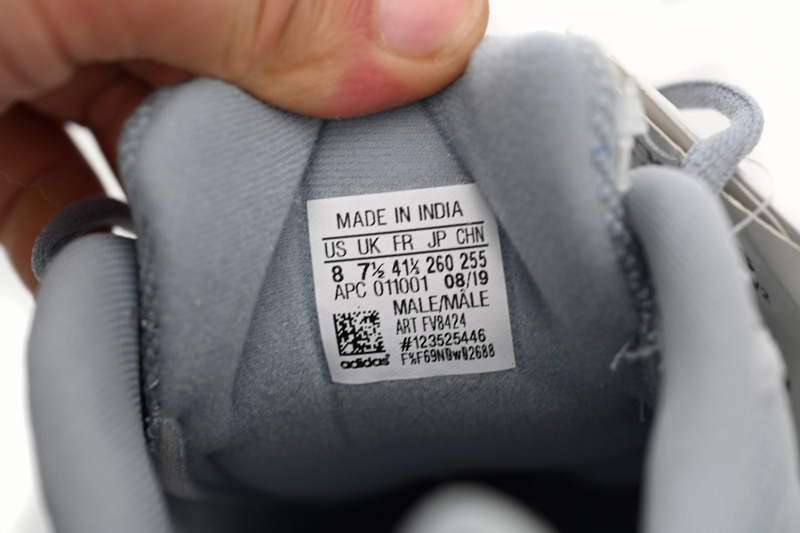 MADE IN INDIA
US UK FR JP CHN
8 7½ 41⅓ 260 255
APC 011001 08/19
MALE/MÂLE
ART FV8424
#123525446
adidas